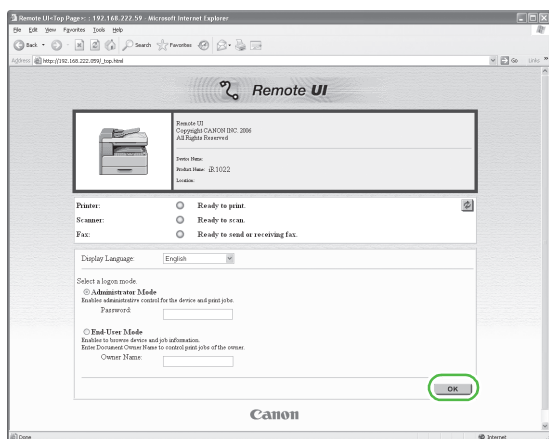 Remote UI<Top Page>: : 192.168.222.59 - Microsoft Internet Explorer
File Edit View Favorites Tools Help
Back Search Favorites
Address http://192.168.222.059/_top.html Go Links »
Remote UI
Remote UI
Copyright CANON INC. 2006
All Rights Reserved
Device Name:
Product Name: iR1022
Location:
Printer: Ready to print.
Scanner: Ready to scan.
Fax: Ready to send or receiving fax.
Display Language: English
Select a logon mode.
Administrator Mode
Enables administrative control for the device and print jobs.
Password:
End-User Mode
Enables to browse device and job information.
Enter Document Owner Name to control print jobs of the owner.
Owner Name:
OK
Canon
Done Internet